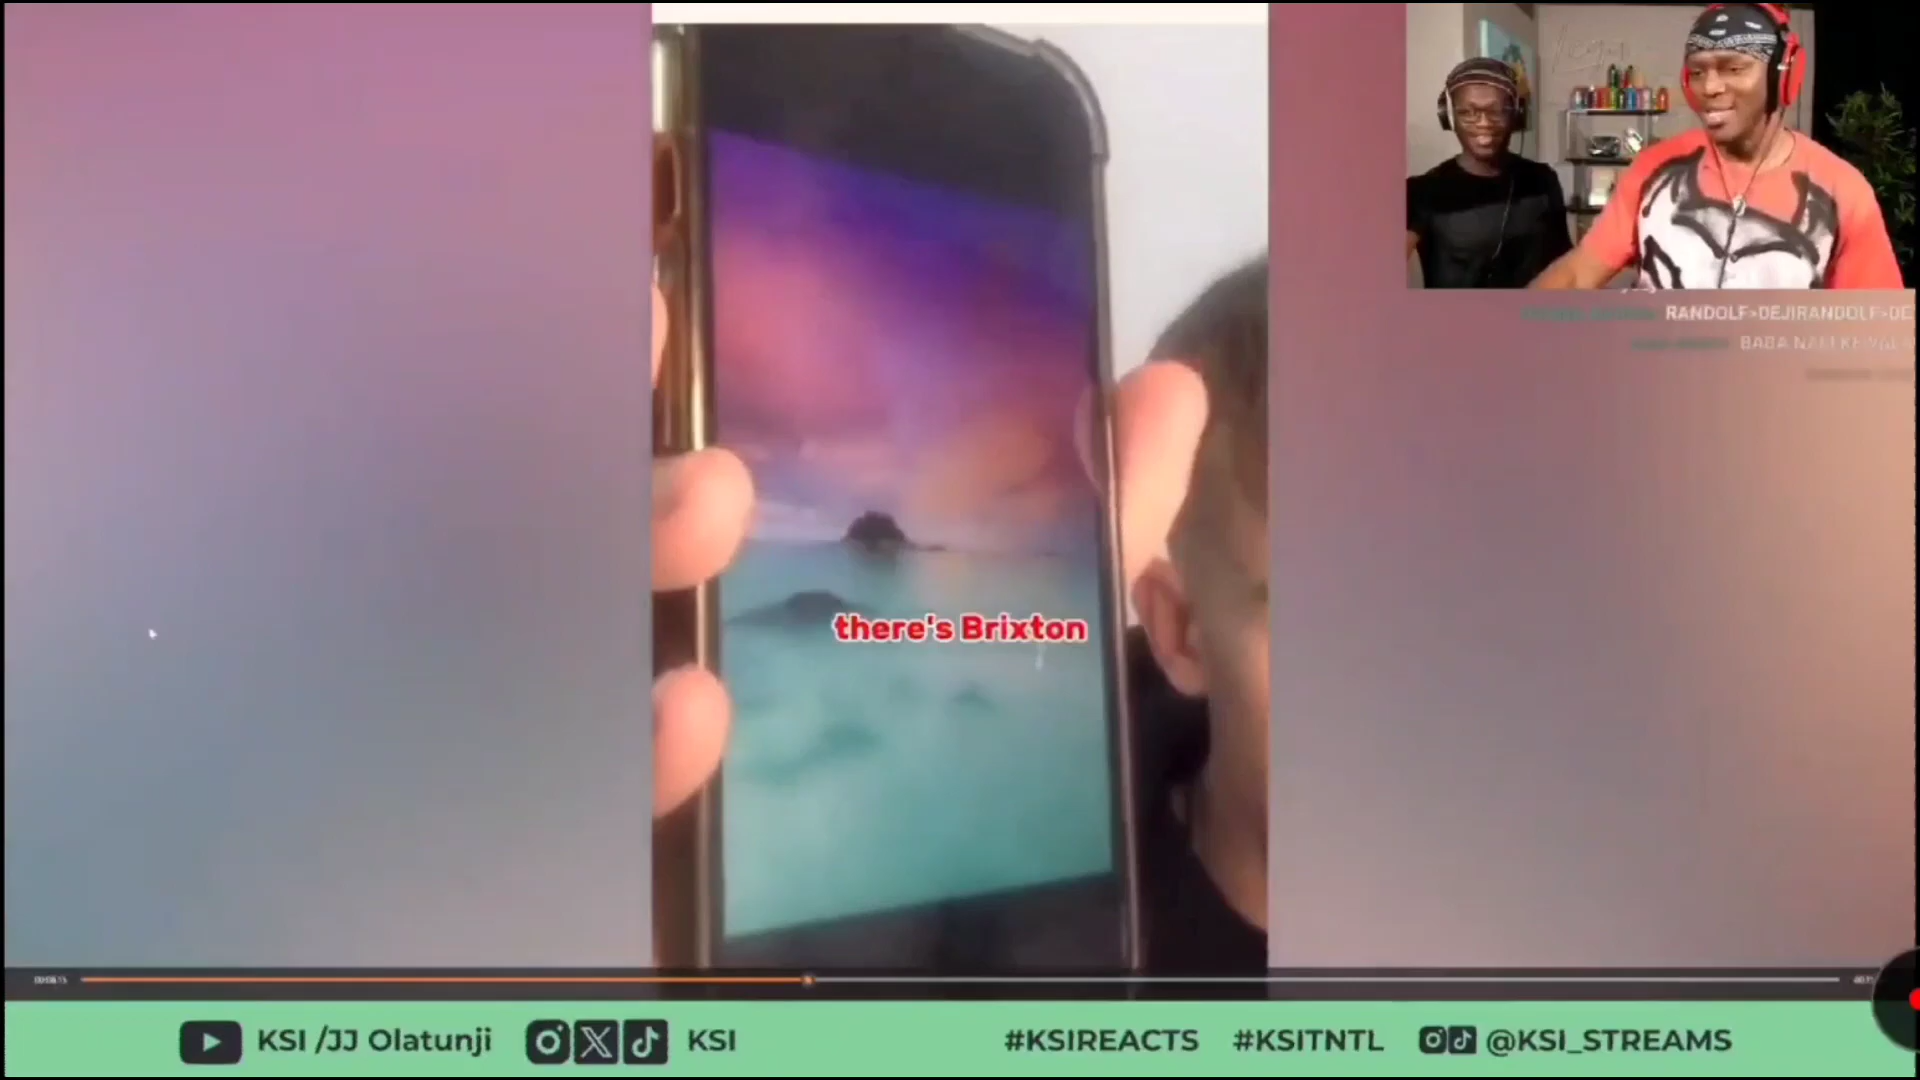 RANDOLF>DEJIRANDOLF>DE
there's Brixton
KSI /JJ Olatunji
KSI
#KSIREACTS
#KSITNTL
@KSI_STREAMS